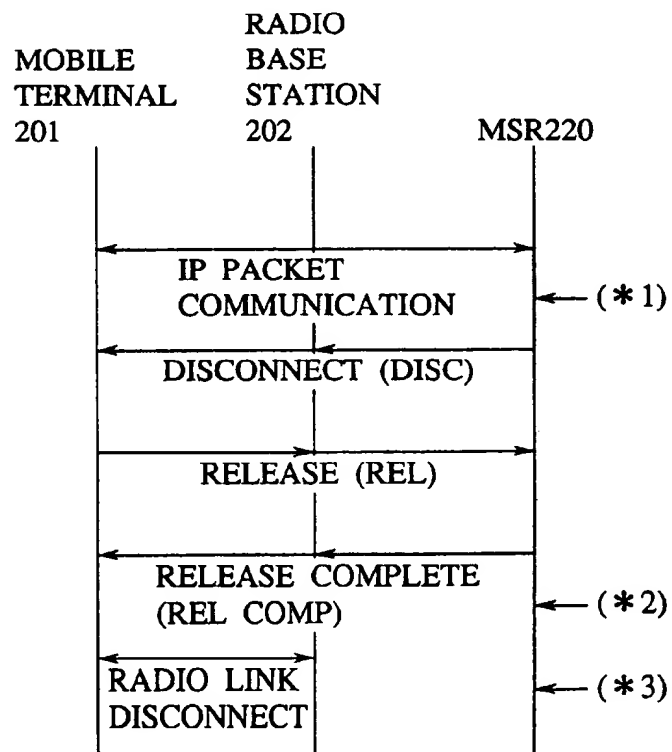 MOBILE
TERMINAL
201
RADIO
BASE
STATION
202
MSR220
IP PACKET
COMMUNICATION
(*1)
DISCONNECT (DISC)
RELEASE (REL)
RELEASE COMPLETE
(REL COMP)
(*2)
RADIO LINK
DISCONNECT
(*3)